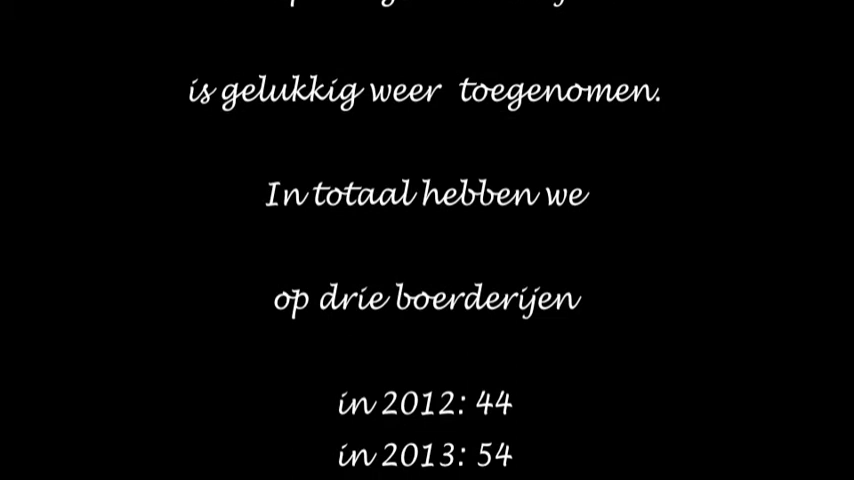 is gelukkig weer toegenomen.
In totaal hebben we
op drie boerderijen
in 2012: 44
in 2013: 54